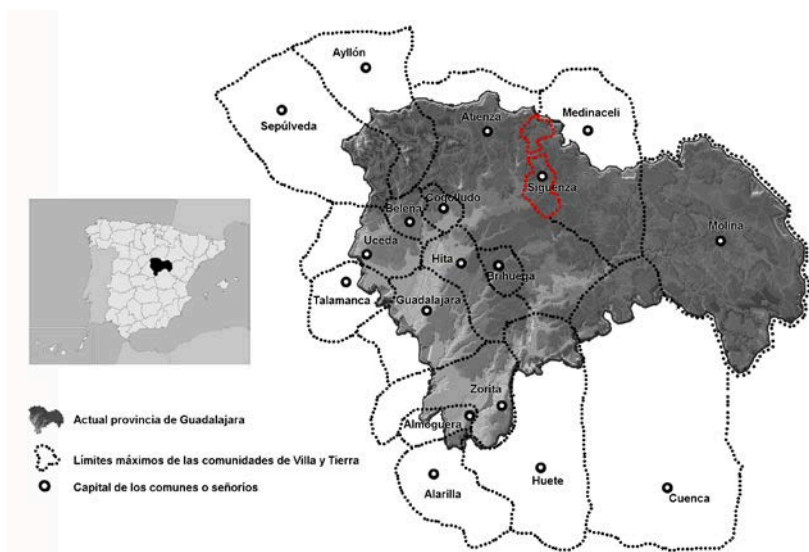 Ayllón
Sepúlveda
Medinaceli
Atienza
Sigüenza
Cogolludo
Beleña
Molina
Uceda
Hita
Brihuega
Talamanca
Guadalajara
Zorita
Almoguera
Alarilla
Huete
Cuenca
Actual provincia de Guadalajara
Límites máximos de las comunidades de Villa y Tierra
Capital de los comunes o señoríos